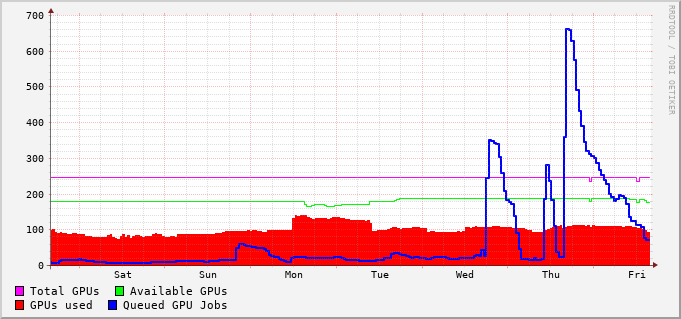 700
600
500
400
300
200
100
0
Sat Sun Mon Tue Wed Thu Fri
Total GPUs Available GPUs
GPUs used Queued GPU Jobs
RRDTOOL / TOBI OETIKER